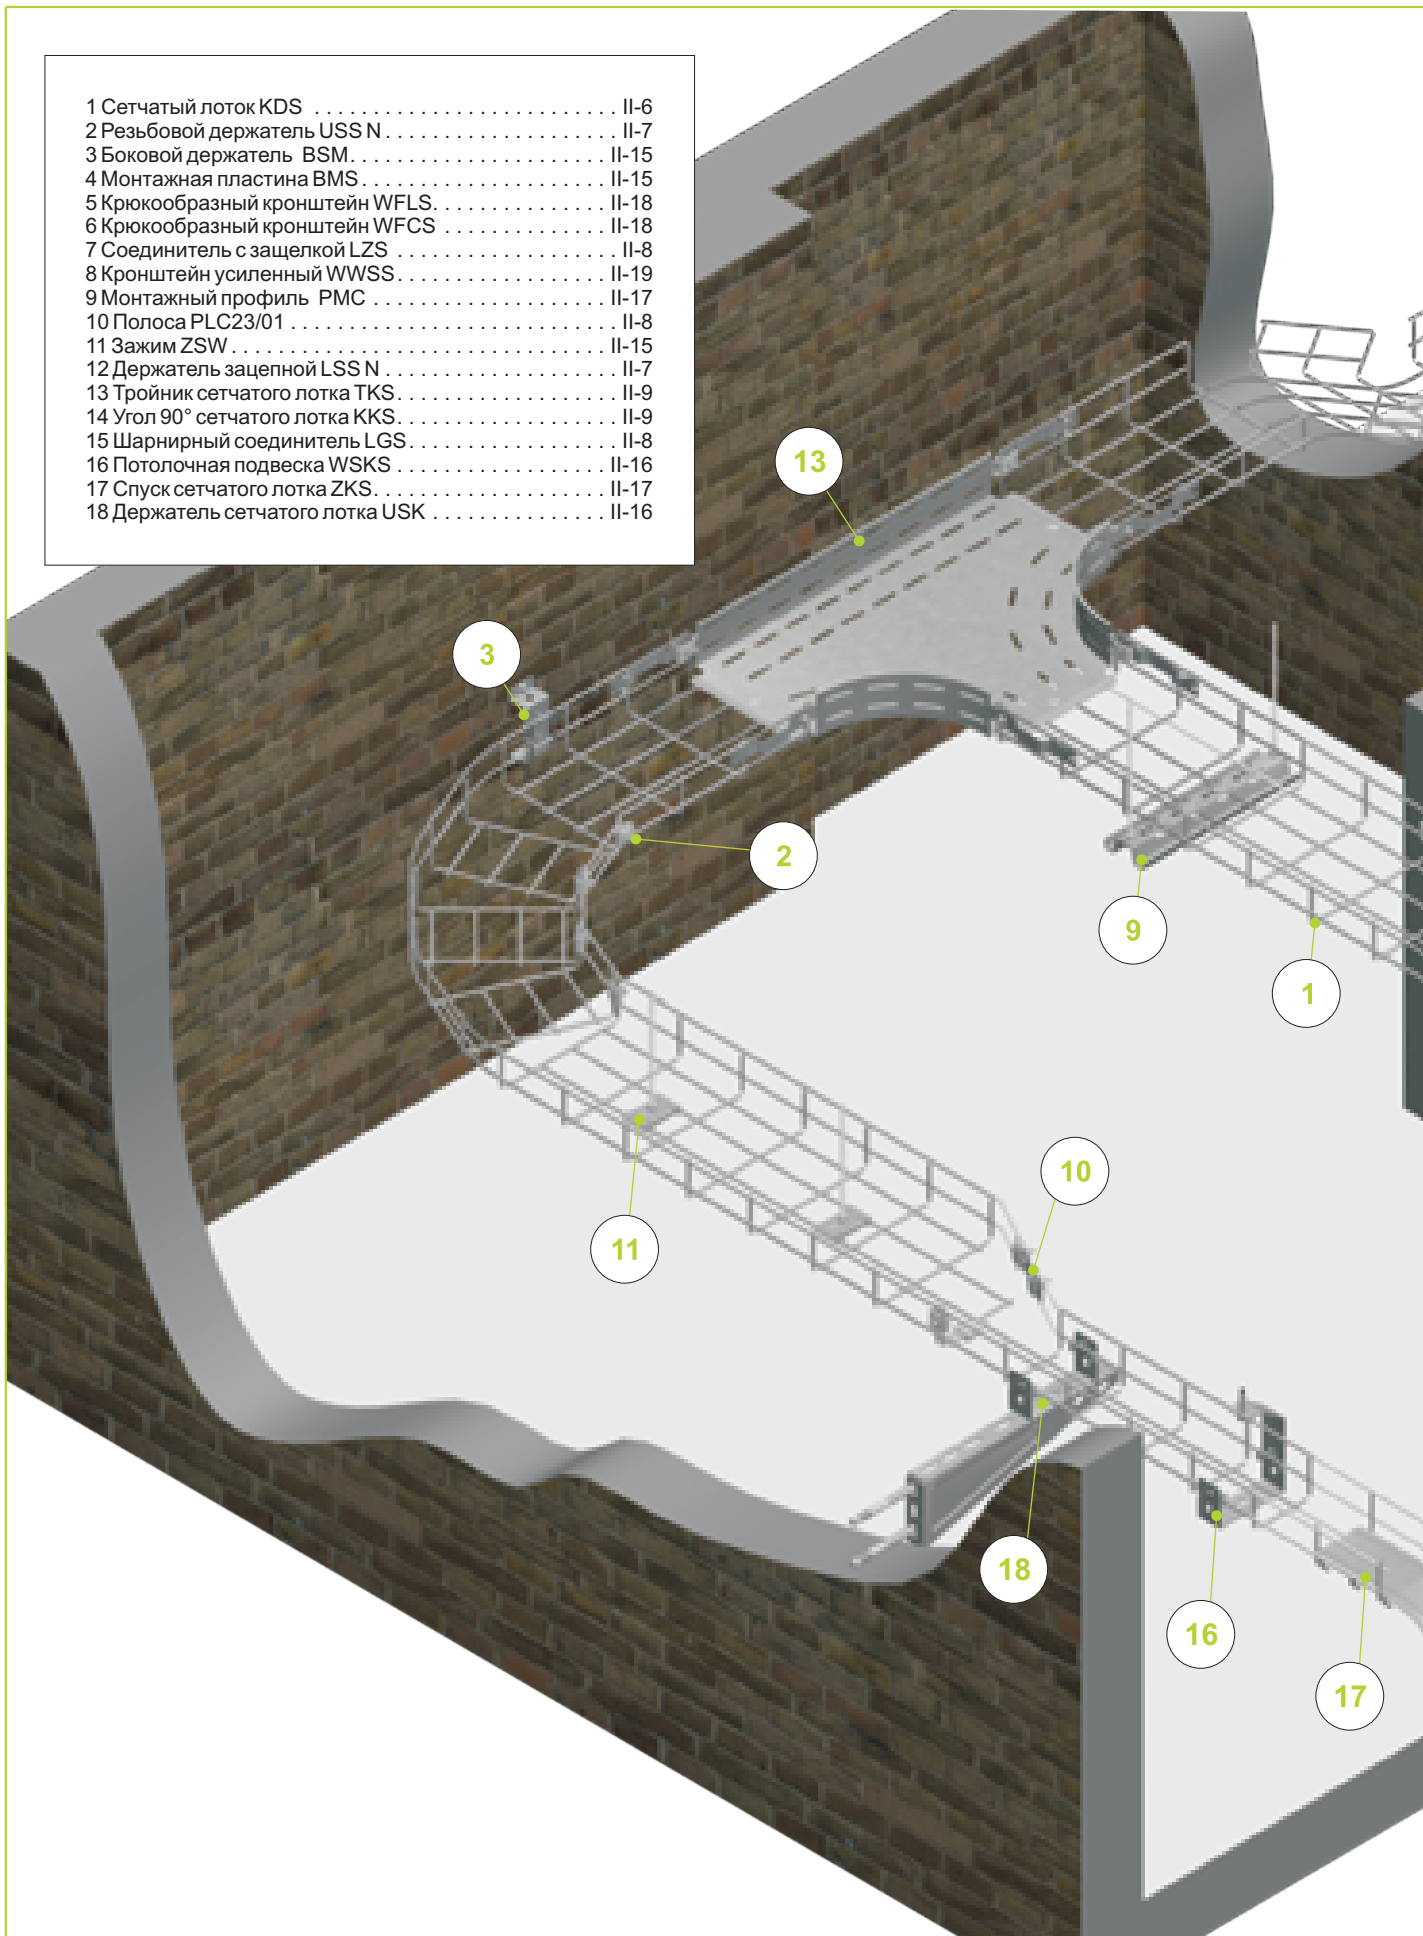 1 Сетчатый лоток KDS . . . . . . . . . . . . . . . . . . . . . . . . . II-6
2 Резьбовой держатель USS N . . . . . . . . . . . . . . . . . . . II-7
3 Боковой держатель BSM. . . . . . . . . . . . . . . . . . . . . . II-15
4 Монтажная пластина BMS . . . . . . . . . . . . . . . . . . . . . II-15
5 Крюкообразный кронштейн WFLS. . . . . . . . . . . . . . . II-18
6 Крюкообразный кронштейн WFCS . . . . . . . . . . . . . . II-18
7 Соединитель с защелкой LZS . . . . . . . . . . . . . . . . . . . II-8
8 Кронштейн усиленный WWSS. . . . . . . . . . . . . . . . . . II-19
9 Монтажный профиль PMC . . . . . . . . . . . . . . . . . . . . II-17
10 Полоса PLC23/01 . . . . . . . . . . . . . . . . . . . . . . . . . . . II-8
11 Зажим ZSW . . . . . . . . . . . . . . . . . . . . . . . . . . . . . . . II-15
12 Держатель зацепной LSS N . . . . . . . . . . . . . . . . . . . . II-7
13 Тройник сетчатого лотка TKS. . . . . . . . . . . . . . . . . . . II-9
14 Угол 90° сетчатого лотка KKS. . . . . . . . . . . . . . . . . . . II-9
15 Шарнирный соединитель LGS. . . . . . . . . . . . . . . . . . II-8
16 Потолочная подвеска WSKS . . . . . . . . . . . . . . . . . . II-16
17 Спуск сетчатого лотка ZKS. . . . . . . . . . . . . . . . . . . . II-17
18 Держатель сетчатого лотка USK . . . . . . . . . . . . . . . II-16
13
3
2
9
1
10
11
18
16
17